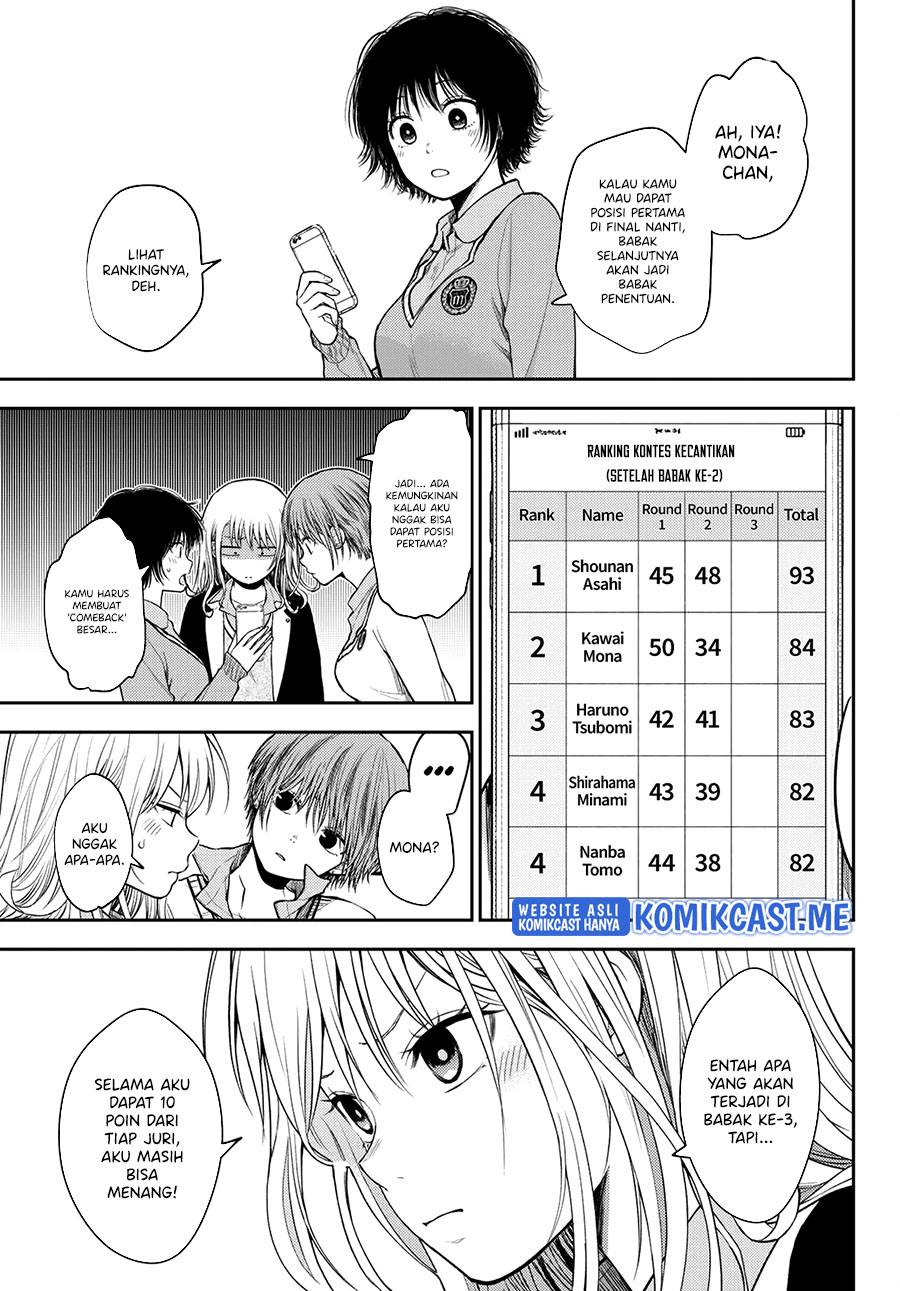 AH, IYA!
MONA-
CHAN,
KALAU KAMU
MAU DAPAT
POSISI PERTAMA
DI FINAL NANTI,
BABAK
SELANJUTNYA
AKAN JADI
BABAK
PENENTUAN.
LIHAT
RANKINGNYA,
DEH.
RANKING KONTES KECANTIKAN
(SETELAH BABAK KE-2)
Rank Name Round 1 Round 2 Round 3 Total
1 Shounan Asahi 45 48 93
2 Kawai Mona 50 34 84
3 Haruno Tsubomi 42 41 83
4 Shirahama Minami 43 39 82
4 Nanba Tomo 44 38 82
WEBSITE ASLI
KOMIKCAST HANYA
KOMIKCAST.ME
JADI... ADA
KEMUNGKINAN
KALAU AKU
NGGAK BISA
DAPAT POSISI
PERTAMA?
KAMU HARUS
MEMBUAT
'COMEBACK'
BESAR...
...
MONA?
AKU
NGGAK
APA-APA.
ENTAH APA
YANG AKAN
TERJADI DI
BABAK KE-3,
TAPI...
SELAMA AKU
DAPAT 10
POIN DARI
TIAP JURI,
AKU MASIH
BISA
MENANG!